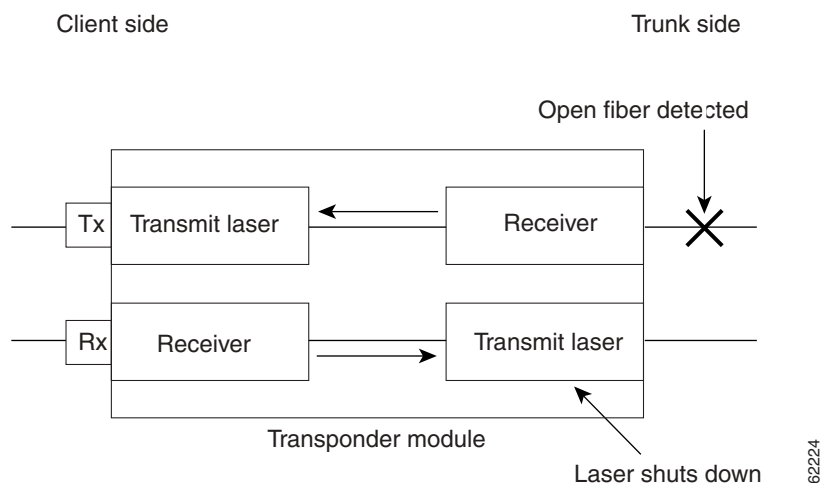 Client side
Trunk side
Open fiber detected
Tx
Transmit laser
Receiver
Rx
Receiver
Transmit laser
Transponder module
Laser shuts down
62224